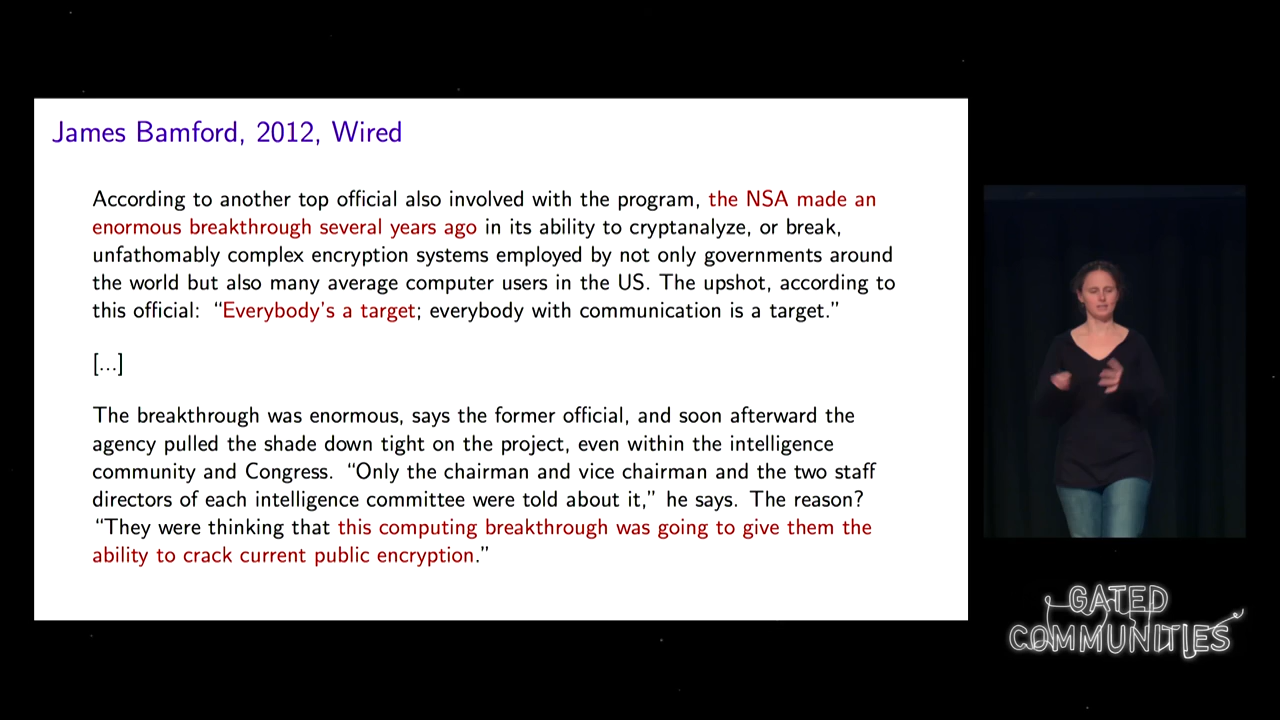 James Bamford, 2012, Wired
According to another top official also involved with the program, the NSA made an
enormous breakthrough several years ago in its ability to cryptanalyze, or break,
unfathomably complex encryption systems employed by not only governments around
the world but also many average computer users in the US. The upshot, according to
this official: “Everybody’s a target; everybody with communication is a target.”
[...]
The breakthrough was enormous, says the former official, and soon afterward the
agency pulled the shade down tight on the project, even within the intelligence
community and Congress. “Only the chairman and vice chairman and the two staff
directors of each intelligence committee were told about it,” he says. The reason?
“They were thinking that this computing breakthrough was going to give them the
ability to crack current public encryption.”
GATED
COMMUNITIES